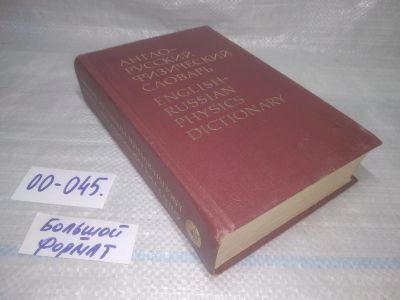 АНГЛО-
РУССКИЙ
ФИЗИЧЕСКИЙ
СЛОВАРЬ
ENGLISH-
RUSSIAN
PHYSICS
DICTIONARY
00-045.
БОЛЬШОЙ
ФОРМАТ